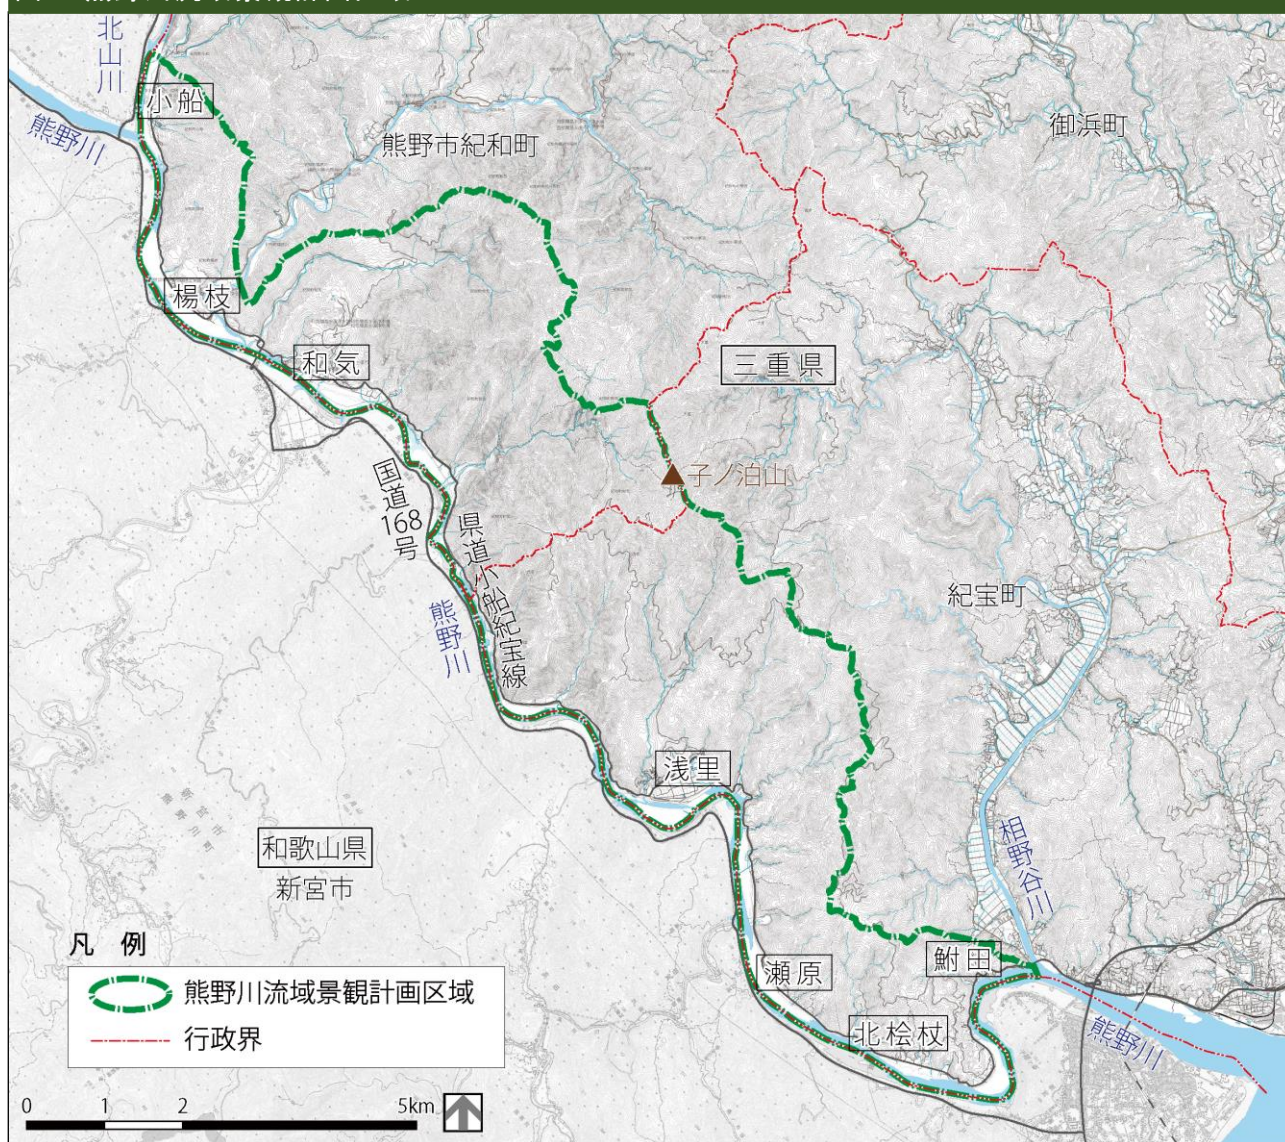 北山川
小船
熊野川
熊野市紀和町
御浜町
楊枝
和気
三重県
子ノ泊山
国道168号
県道小船紀宝線
熊野川
紀宝町
浅里
和歌山県
新宮市
相野谷川
瀬原
鮒田
北桧杖
熊野川
凡 例
熊野川流域景観計画区域
行政界
0 1 2 5km